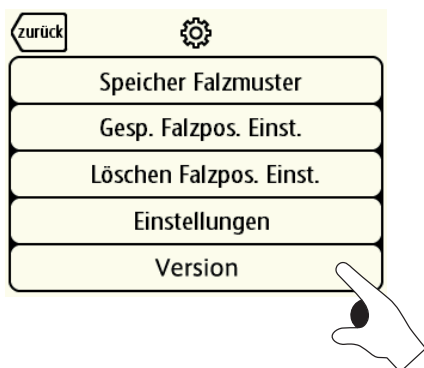 zurück
Speicher Falzmuster
Gesp. Falzpos. Einst.
Löschen Falzpos. Einst.
Einstellungen
Version